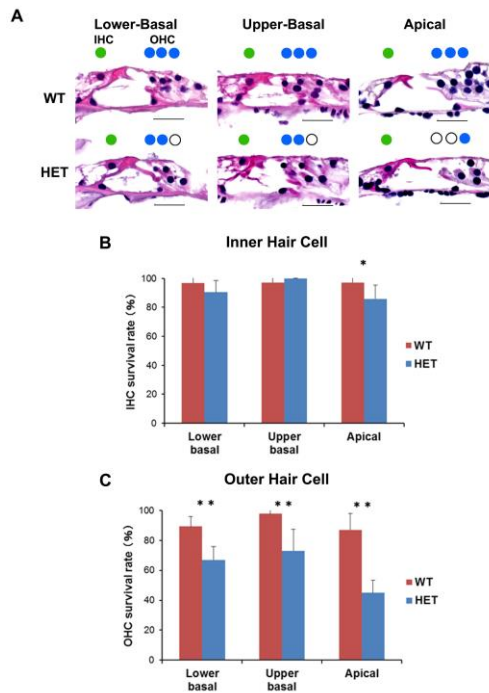 A
Lower-Basal Upper-Basal Apical
IHC OHC
WT
HET
B
Inner Hair Cell
*
100
80
60
40
20
0
IHC survival rate (%)
WT
HET
Lower basal
Upper basal
Apical
C
Outer Hair Cell
** ** **
100
80
60
40
20
0
OHC survival rate (%)
WT
HET
Lower basal
Upper basal
Apical